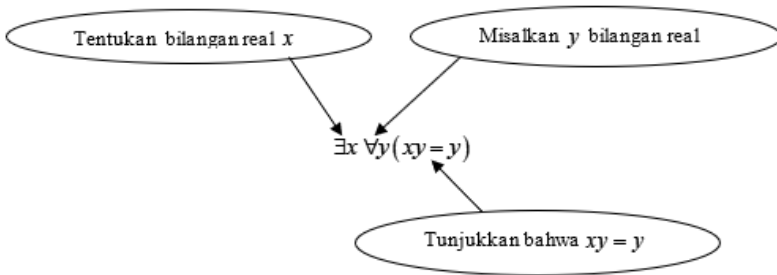 Tentukan bilangan real x
Misalkan y bilangan real
∃x ∀y(xy = y)
Tunjukkan bahwa xy = y